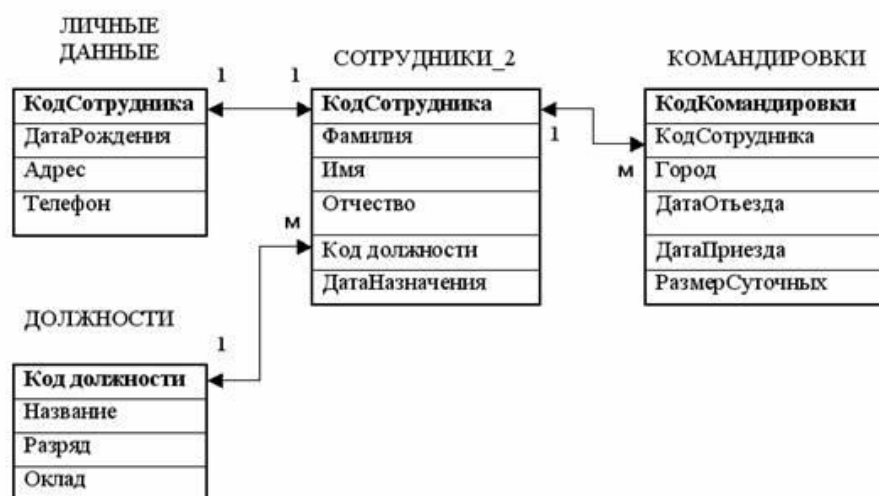 ЛИЧНЫЕ
ДАННЫЕ
1
1
КодСотрудника
ДатаРождения
Адрес
Телефон
СОТРУДНИКИ_2
КодСотрудника
Фамилия
Имя
Отчество
Код должности
ДатаНазначения
1
м
м
КОМАНДИРОВКИ
КодКомандировки
КодСотрудника
Город
ДатаОтьезда
ДатаПриезда
РазмерСуточных
ДОЛЖНОСТИ
1
Код должности
Название
Разряд
Оклад